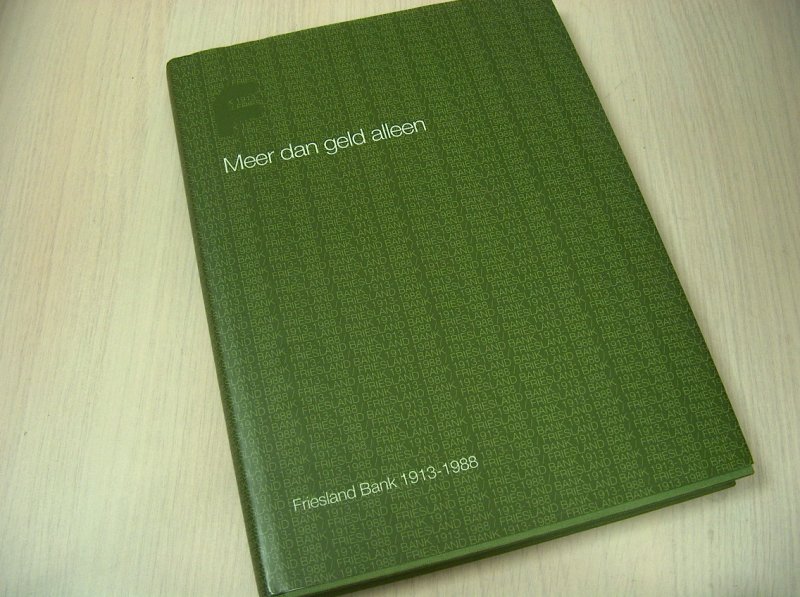 F
Meer dan geld alleen
Friesland Bank 1913-1988